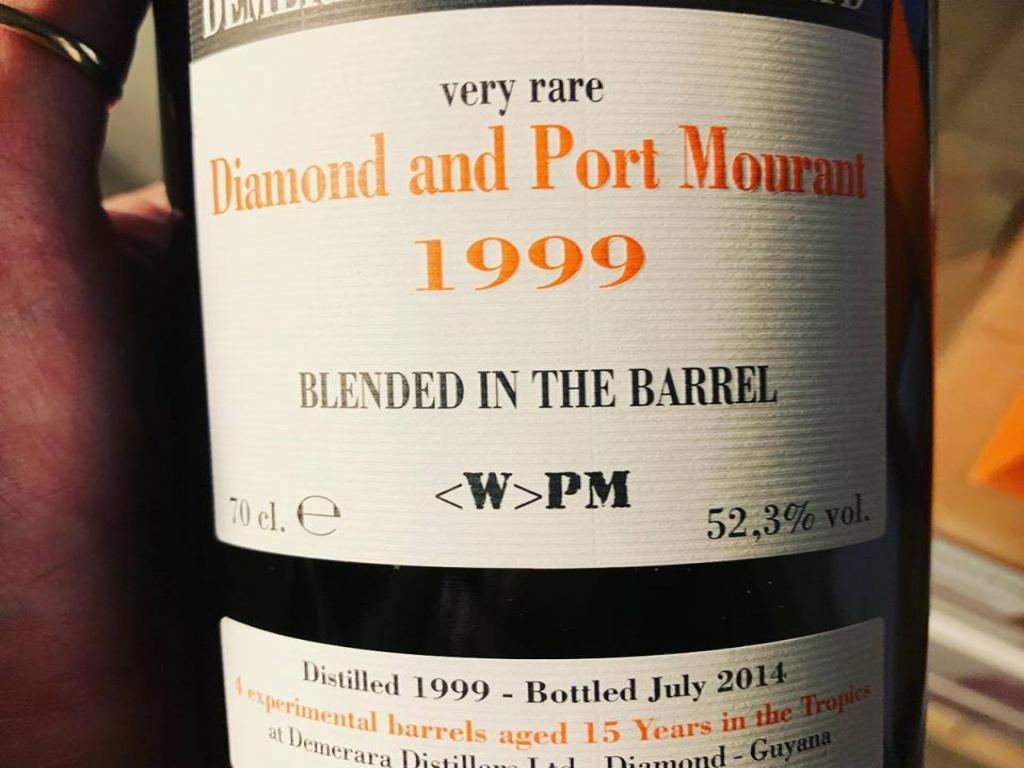 very rare
Diamond and Port Mourant
1999
BLENDED IN THE BARREL
<W>PM
70 cl. ℮
52,3% vol.
Distilled 1999 - Bottled July 2014
4 experimental barrels aged 15 Years in the Tropics
at Demerara Distillers Ltd - Diamond - Guyana